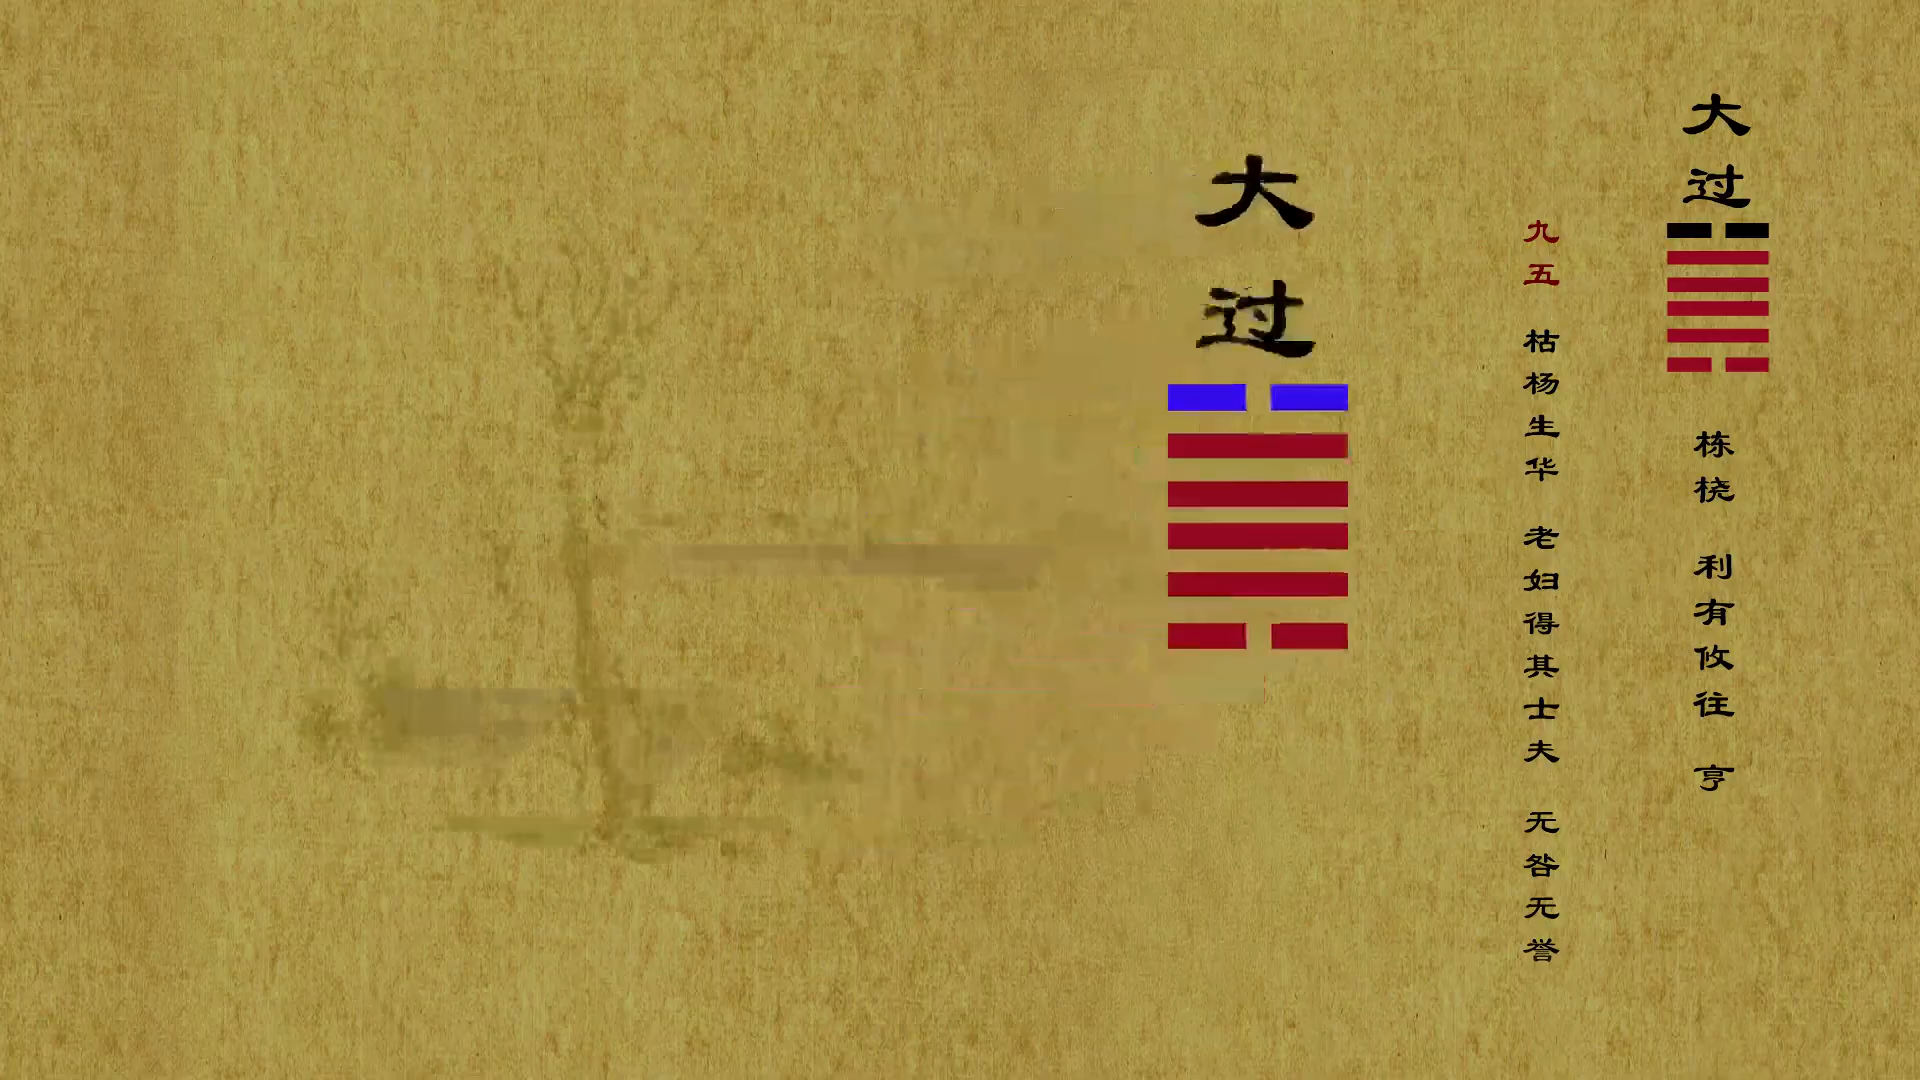 大过
栋桡 利有攸往 亨
九五 枯杨生华 老妇得其士夫 无咎无誉
大过